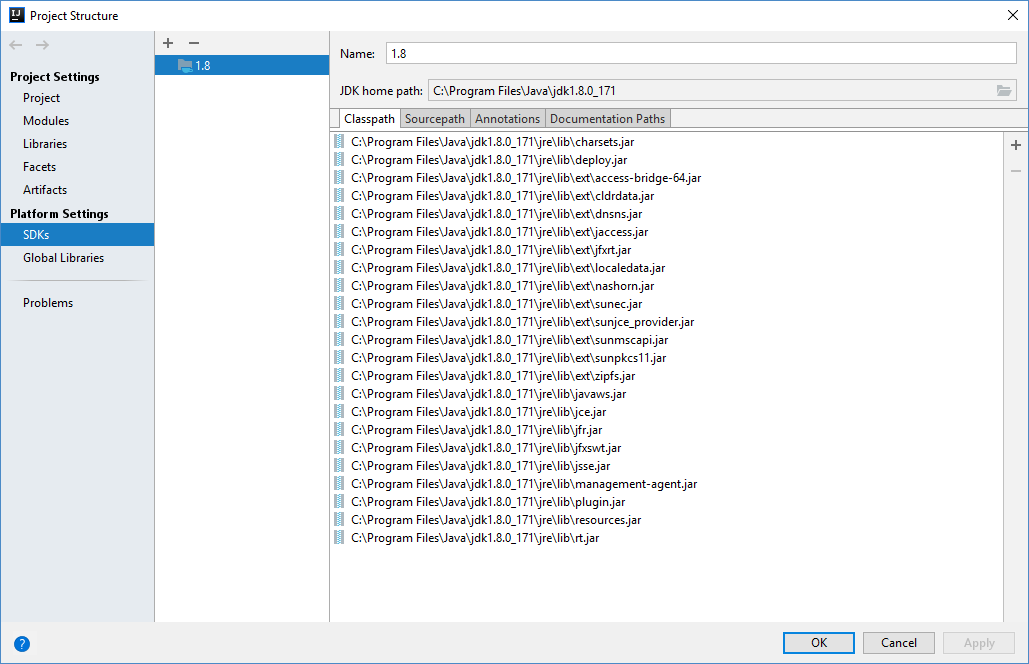 Project Structure
Project Settings
Project
Modules
Libraries
Facets
Artifacts
Platform Settings
SDKs
Global Libraries
Problems
1.8
Name: 1.8
JDK home path: C:\Program Files\Java\jdk1.8.0_171
Classpath Sourcepath Annotations Documentation Paths
C:\Program Files\Java\jdk1.8.0_171\jre\lib\charsets.jar
C:\Program Files\Java\jdk1.8.0_171\jre\lib\deploy.jar
C:\Program Files\Java\jdk1.8.0_171\jre\lib\ext\access-bridge-64.jar
C:\Program Files\Java\jdk1.8.0_171\jre\lib\ext\cldrdata.jar
C:\Program Files\Java\jdk1.8.0_171\jre\lib\ext\dnsns.jar
C:\Program Files\Java\jdk1.8.0_171\jre\lib\ext\jaccess.jar
C:\Program Files\Java\jdk1.8.0_171\jre\lib\ext\jfxrt.jar
C:\Program Files\Java\jdk1.8.0_171\jre\lib\ext\localedata.jar
C:\Program Files\Java\jdk1.8.0_171\jre\lib\ext\nashorn.jar
C:\Program Files\Java\jdk1.8.0_171\jre\lib\ext\sunec.jar
C:\Program Files\Java\jdk1.8.0_171\jre\lib\ext\sunjce_provider.jar
C:\Program Files\Java\jdk1.8.0_171\jre\lib\ext\sunmscapi.jar
C:\Program Files\Java\jdk1.8.0_171\jre\lib\ext\sunpkcs11.jar
C:\Program Files\Java\jdk1.8.0_171\jre\lib\ext\zipfs.jar
C:\Program Files\Java\jdk1.8.0_171\jre\lib\javaws.jar
C:\Program Files\Java\jdk1.8.0_171\jre\lib\jce.jar
C:\Program Files\Java\jdk1.8.0_171\jre\lib\jfr.jar
C:\Program Files\Java\jdk1.8.0_171\jre\lib\jfxswt.jar
C:\Program Files\Java\jdk1.8.0_171\jre\lib\jsse.jar
C:\Program Files\Java\jdk1.8.0_171\jre\lib\management-agent.jar
C:\Program Files\Java\jdk1.8.0_171\jre\lib\plugin.jar
C:\Program Files\Java\jdk1.8.0_171\jre\lib\resources.jar
C:\Program Files\Java\jdk1.8.0_171\jre\lib\rt.jar
? OK Cancel Apply